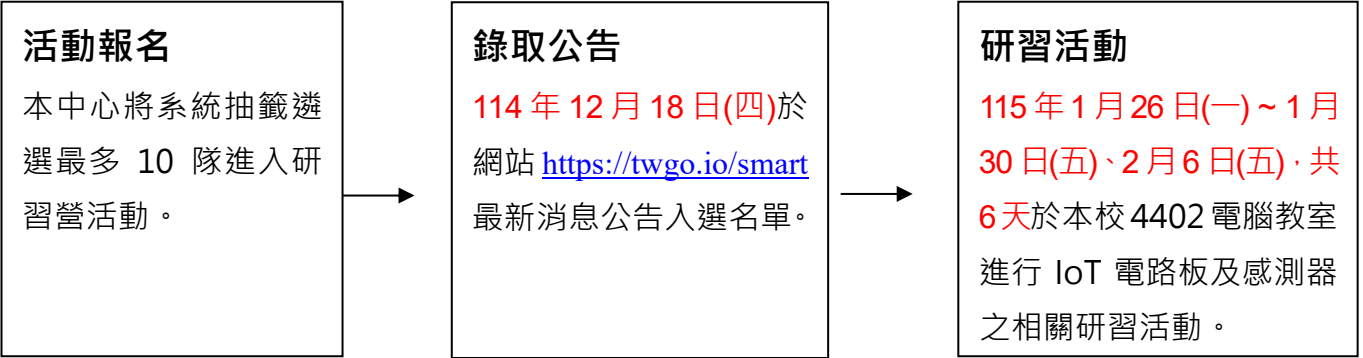 活動報名
本中心將系統抽籤遴
選最多 10 隊進入研
習營活動。
錄取公告
114 年 12 月 18 日(四)於
網站 https://twgo.io/smart
最新消息公告入選名單。
研習活動
115 年 1 月 26 日(一) ~ 1 月
30 日(五)、2 月 6 日(五)，共
6 天於本校 4402 電腦教室
進行 IoT 電路板及感測器
之相關研習活動。